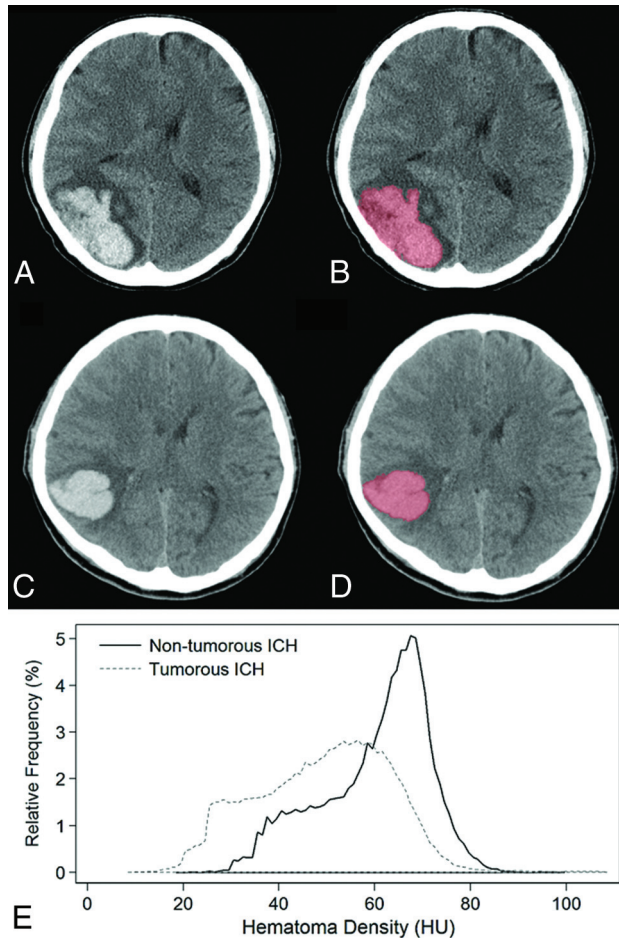 A
B
C
D
Non-tumorous ICH
Tumorous ICH
Relative Frequency (%)
5
4
3
2
1
0
0 20 40 60 80 100
Hematoma Density (HU)
E